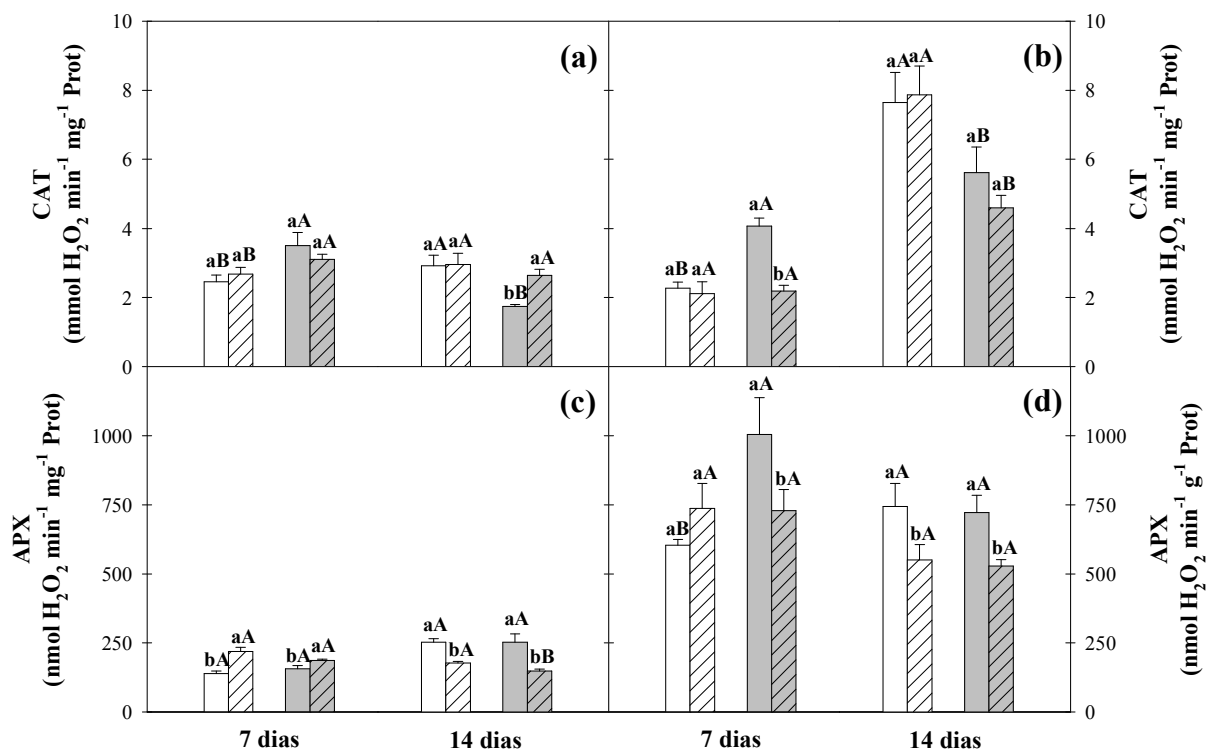 10
8
6
4
2
0
CAT
(mmol H₂O₂ min⁻¹ mg⁻¹ Prot)
(a)
aB aB
aA aA
aA aA
bB aA
(b)
aB aA
aA bA
aA aA
aB aB
10
8
6
4
2
0
CAT
(mmol H₂O₂ min⁻¹ mg⁻¹ Prot)
1000
750
500
250
0
APX
(nmol H₂O₂ min⁻¹ mg⁻¹ Prot)
(c)
bA aA
bA aA
aA bA
aA bB
7 dias 14 dias
(d)
aB aA
aA bA
aA bA
aA bA
7 dias 14 dias
1000
750
500
250
0
APX
(nmol H₂O₂ min⁻¹ g⁻¹ Prot)